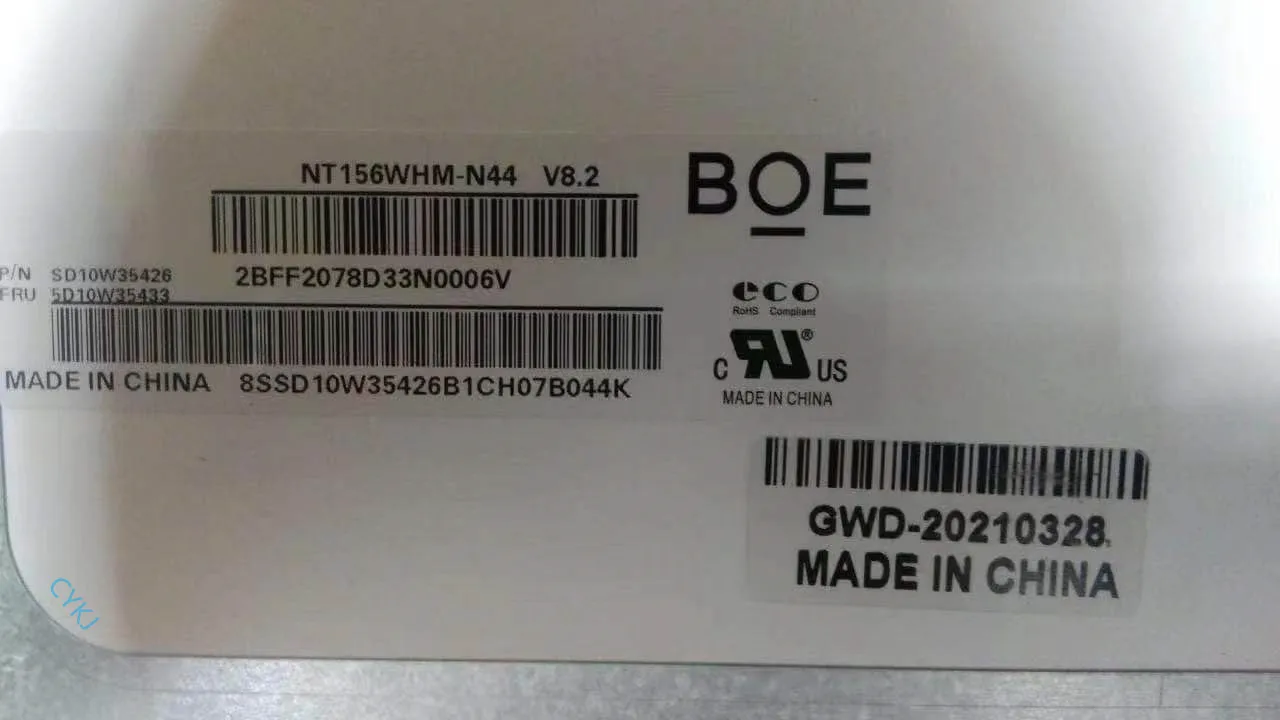 NT156WHM-N44 V8.2
BOE
P/N SD10W35426
2BFF2078D33N0006V
FRU 5D10W35433
eco
RoHS Compliant
C RU ® US
MADE IN CHINA 8SSD10W35426B1CH07B044K
MADE IN CHINA
GWD-20210328
MADE IN CHINA
CYKJ